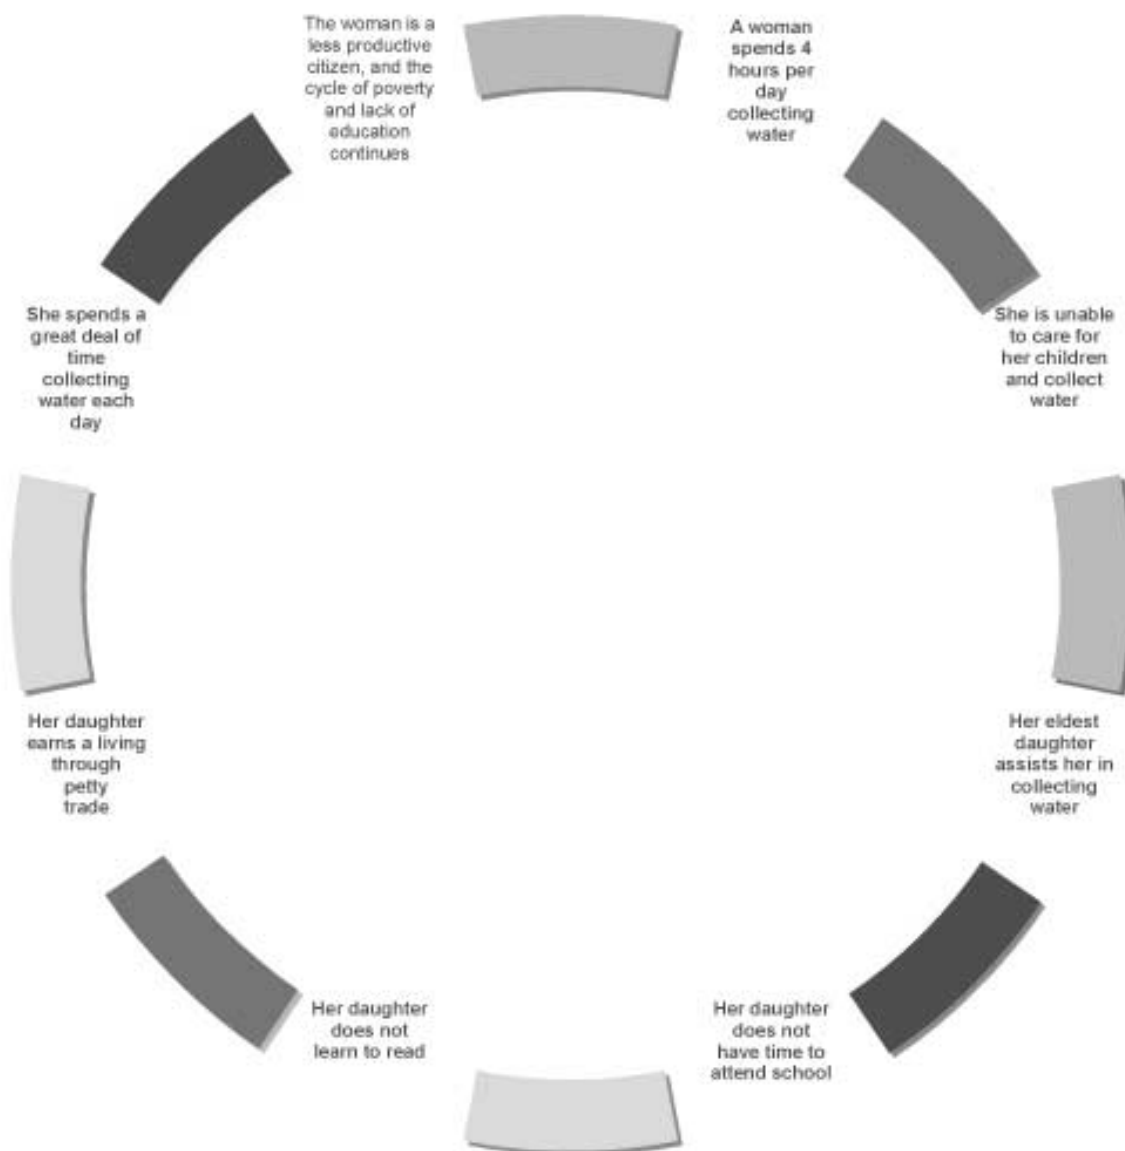 The woman is a
less productive
citizen, and the
cycle of poverty
and lack of
education
continues
A woman
spends 4
hours per
day
collecting
water
She is unable
to care for
her children
and collect
water
Her eldest
daughter
assists her in
collecting
water
Her daughter
does not
have time to
attend school
Her daughter
does not
learn to read
Her daughter
earns a living
through
petty
trade
She spends a
great deal of
time
collecting
water each
day